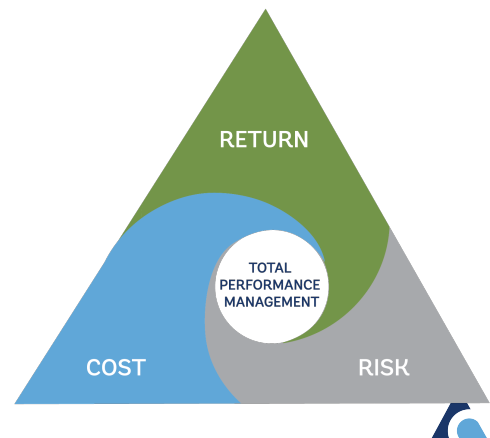 RETURN
TOTAL
PERFORMANCE
MANAGEMENT
COST
RISK